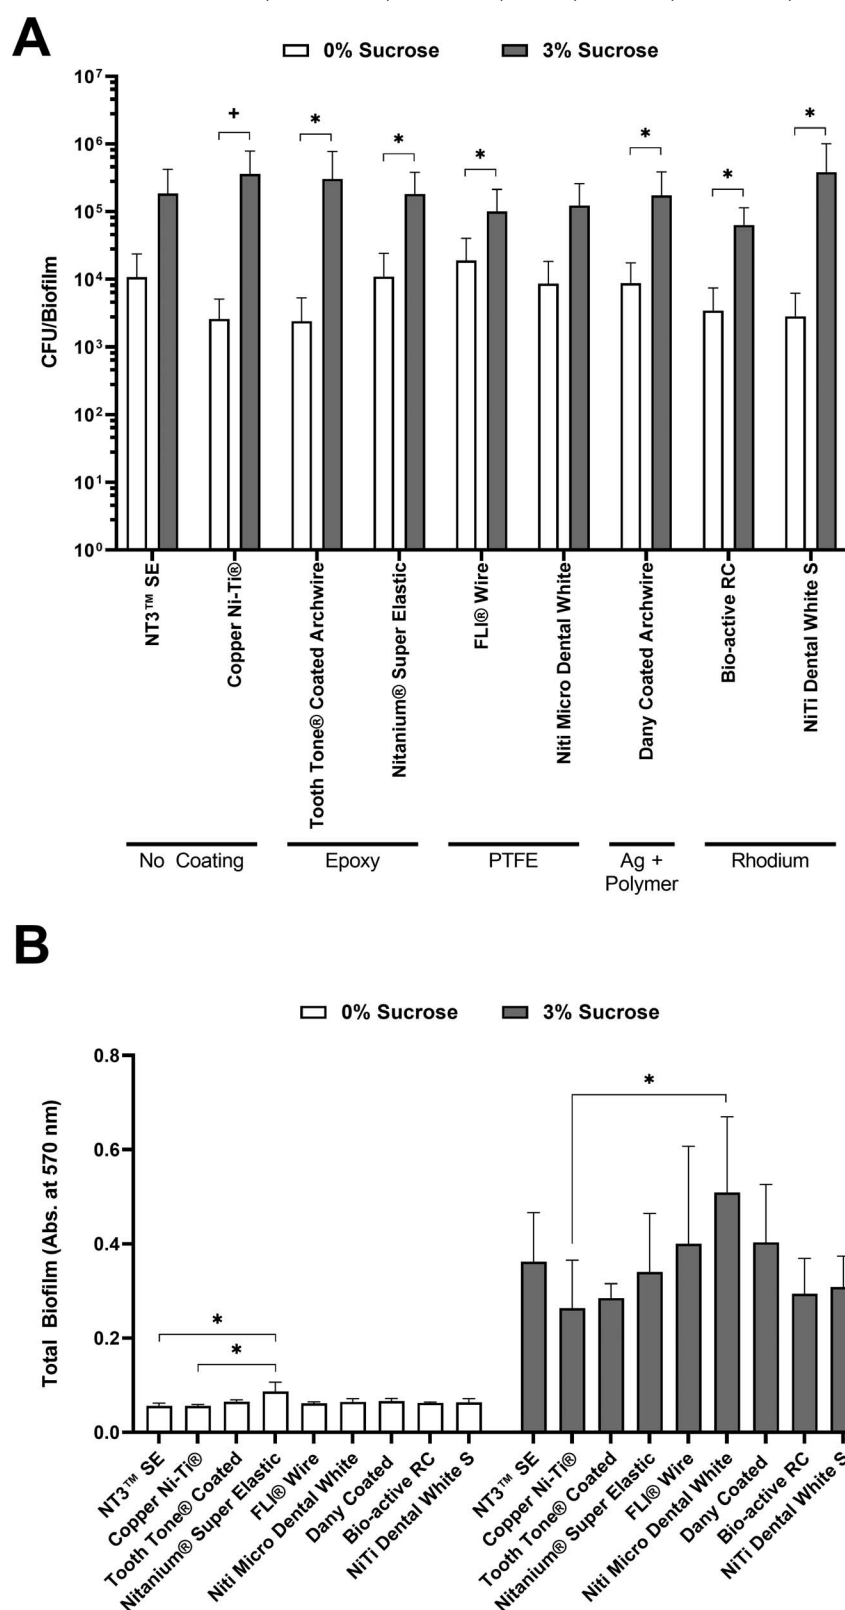 A
0% Sucrose 3% Sucrose
CFU/Biofilm
10⁷
10⁶
10⁵
10⁴
10³
10²
10¹
10⁰
+ * * * * * *
NT3™ SE
Copper Ni-Ti®
Tooth Tone® Coated Archwire
Nitanium® Super Elastic
FLI® Wire
Niti Micro Dental White
Dany Coated Archwire
Bio-active RC
NiTi Dental White S
No Coating Epoxy PTFE Ag + Rhodium
Polymer
B
0% Sucrose 3% Sucrose
Total Biofilm (Abs. at 570 nm)
0.8
0.6
0.4
0.2
0.0
*
*
*
NT3™ SE
Copper Ni-Ti®
Tooth Tone® Coated
Nitanium® Super Elastic
FLI® Wire
Niti Micro Dental White
Dany Coated
Bio-active RC
NiTi Dental White S
NT3™ SE
Copper Ni-Ti®
Tooth Tone® Coated
Nitanium® Super Elastic
FLI® Wire
Niti Micro Dental White
Dany Coated
Bio-active RC
NiTi Dental White S